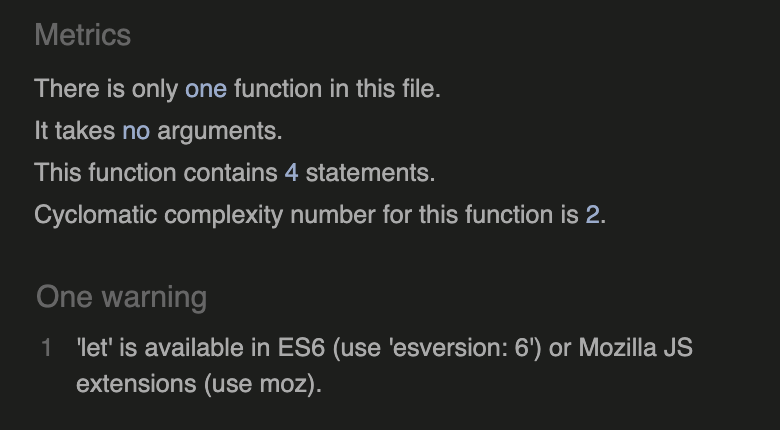 Metrics
There is only one function in this file.
It takes no arguments.
This function contains 4 statements.
Cyclomatic complexity number for this function is 2.
One warning
1 'let' is available in ES6 (use 'esversion: 6') or Mozilla JS
extensions (use moz).